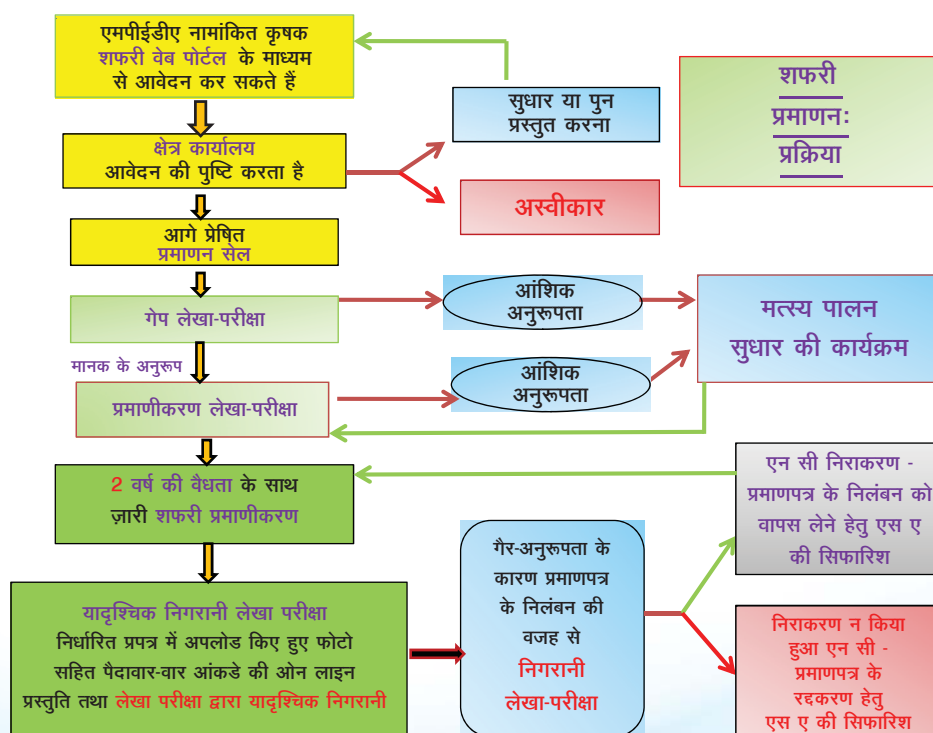 एमपीईडीए नामांकित कृषक
शफरी वेब पोर्टल के माध्यम
से आवेदन कर सकते हैं
सुधार या पुन
प्रस्तुत करना
शफरी
प्रमाणन:
प्रक्रिया
क्षेत्र कार्यालय
आवेदन की पुष्टि करता है
अस्वीकार
आगे प्रेषित
प्रमाणन सेल
गेप लेखा-परीक्षा
आंशिक
अनुरूपता
मत्स्य पालन
सुधार की कार्यक्रम
मानक के अनुरूप
प्रमाणीकरण लेखा-परीक्षा
आंशिक
अनुरूपता
2 वर्ष की वैधता के साथ
ज़ारी शफरी प्रमाणीकरण
एन सी निराकरण -
प्रमाणपत्र के निलंबन को
वापस लेने हेतु एस ए
की सिफारिश
यादृश्चिक निगरानी लेखा परीक्षा
निर्धारित प्रपत्र में अपलोड किए हुए फोटो
सहित पैदावार-वार आंकडे की ओन लाइन
प्रस्तुति तथा लेखा परीक्षा द्वारा यादृश्चिक निगरानी
गैर-अनुरूपता के
कारण प्रमाणपत्र
के निलंबन की
वजह से
निगरानी
लेखा-परीक्षा
निराकरण न किया
हुआ एन सी -
प्रमाणपत्र के
रद्दकरण हेतु
एस ए की सिफारिश